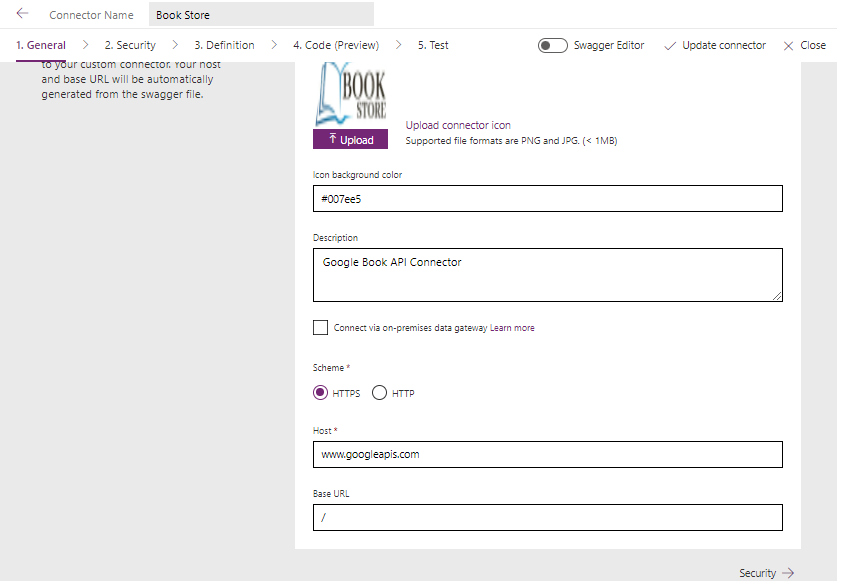 Connector Name Book Store
1. General 2. Security 3. Definition 4. Code (Preview) 5. Test Swagger Editor Update connector Close
to your custom connector. Your host
and base URL will be automatically
generated from the swagger file.
BOOK
STORE
Upload
Upload connector icon
Supported file formats are PNG and JPG. (< 1MB)
Icon background color
#007ee5
Description
Google Book API Connector
Connect via on-premises data gateway Learn more
Scheme *
HTTPS HTTP
Host *
www.googleapis.com
Base URL
/
Security